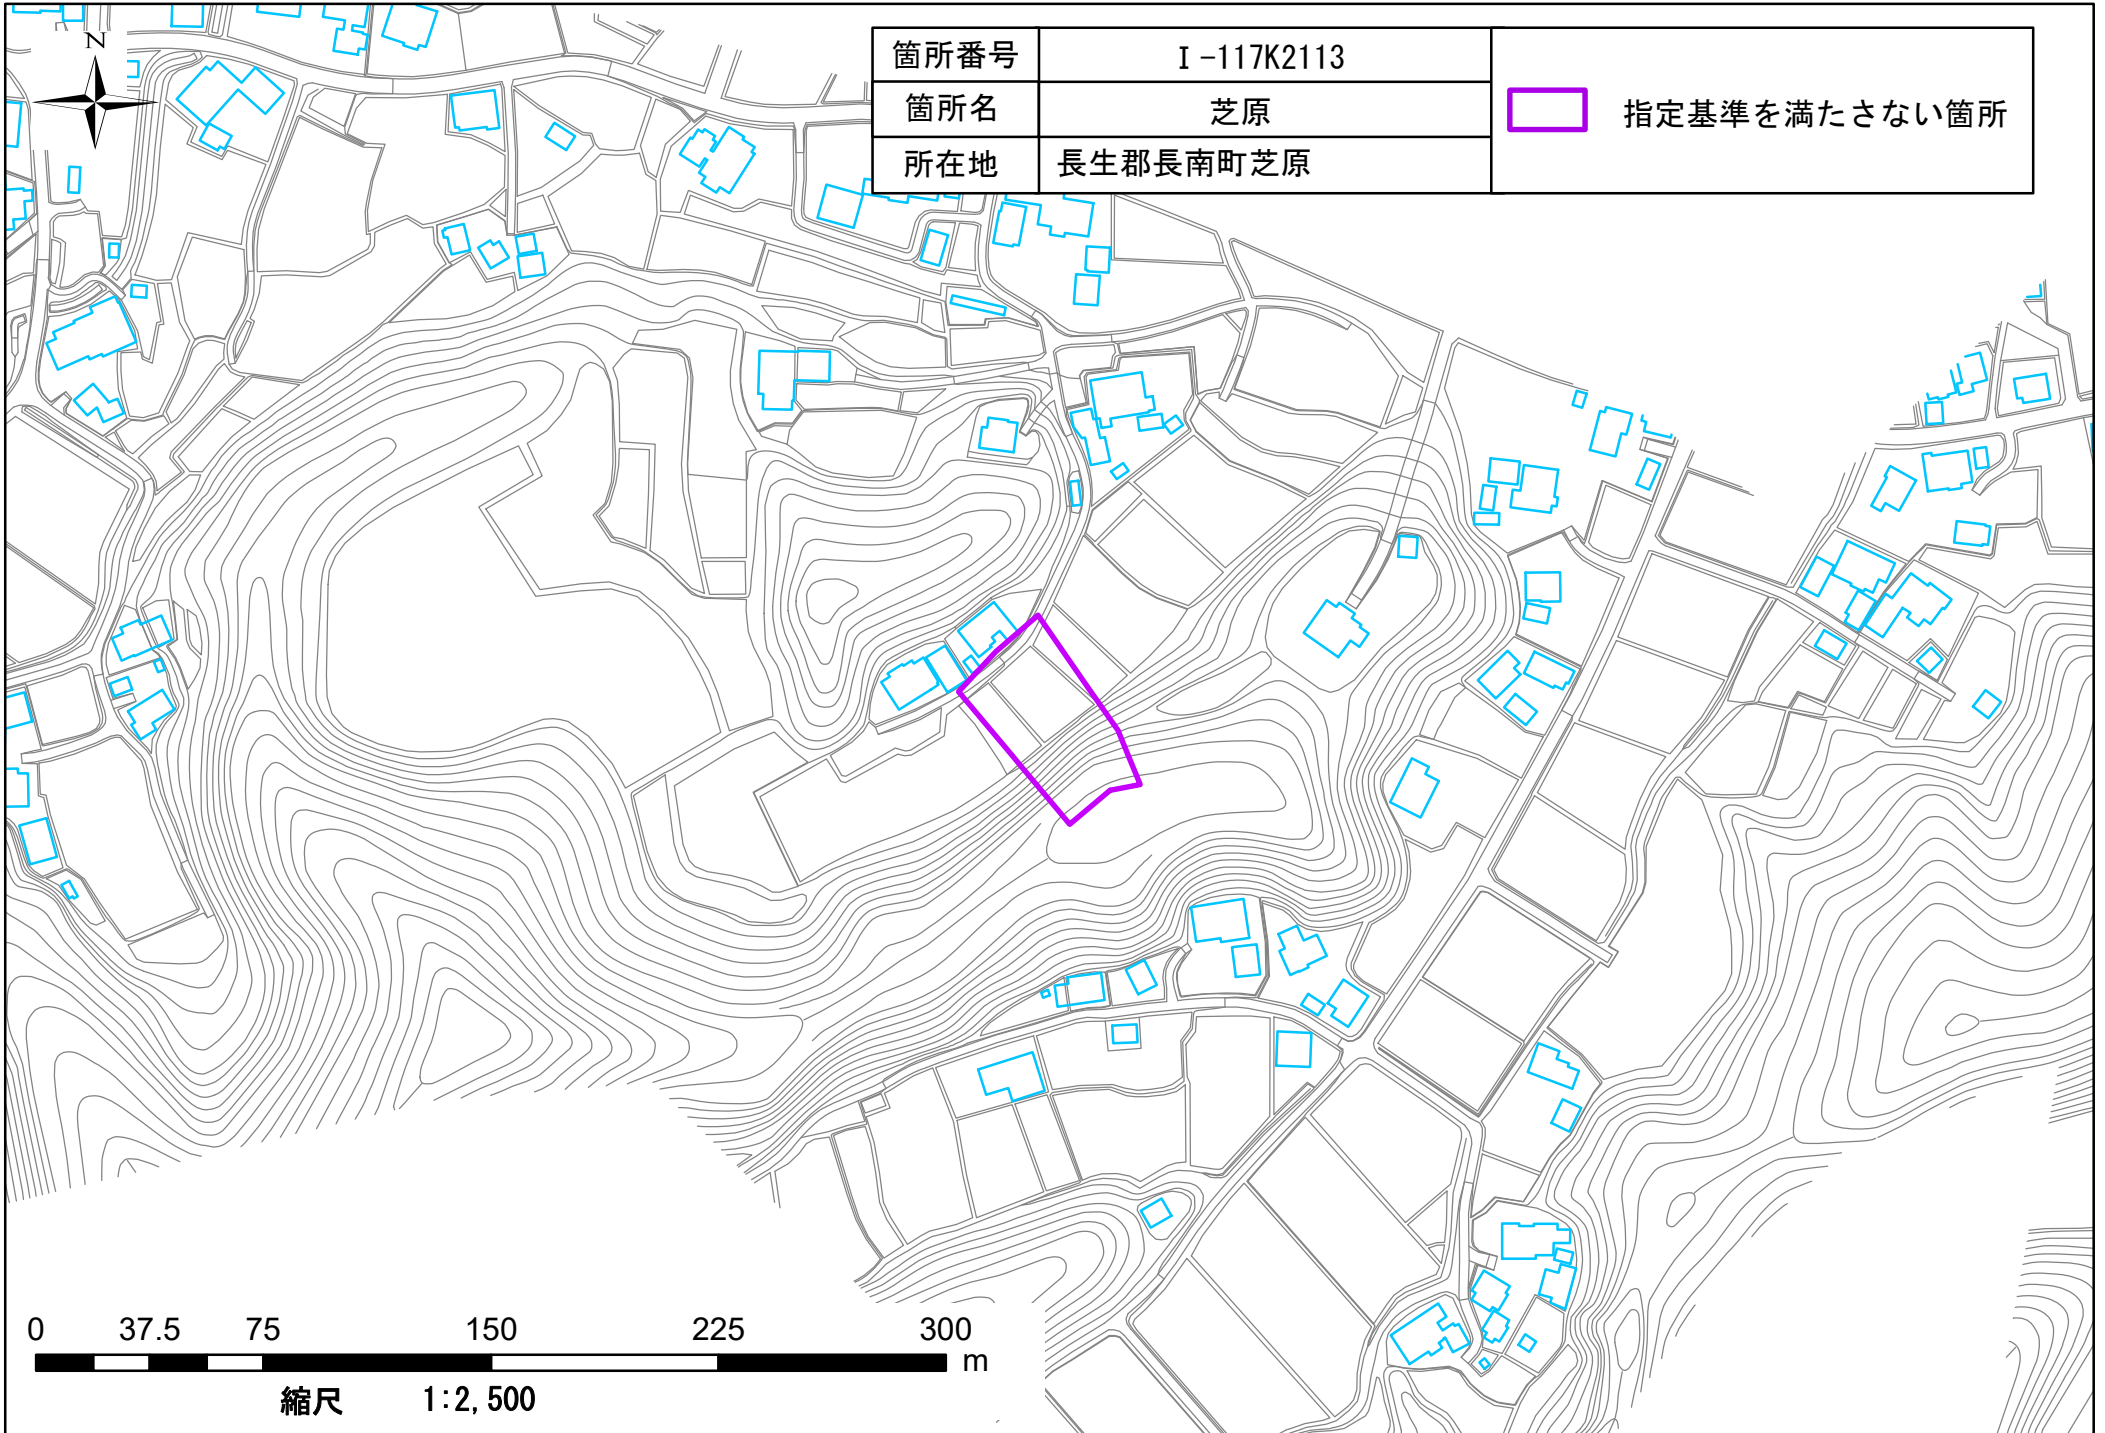 N
箇所番号 Ⅰ-117K2113
箇所名 芝原
所在地 長生郡長南町芝原
指定基準を満たさない箇所
0 37.5 75 150 225 300
m
縮尺 1:2,500